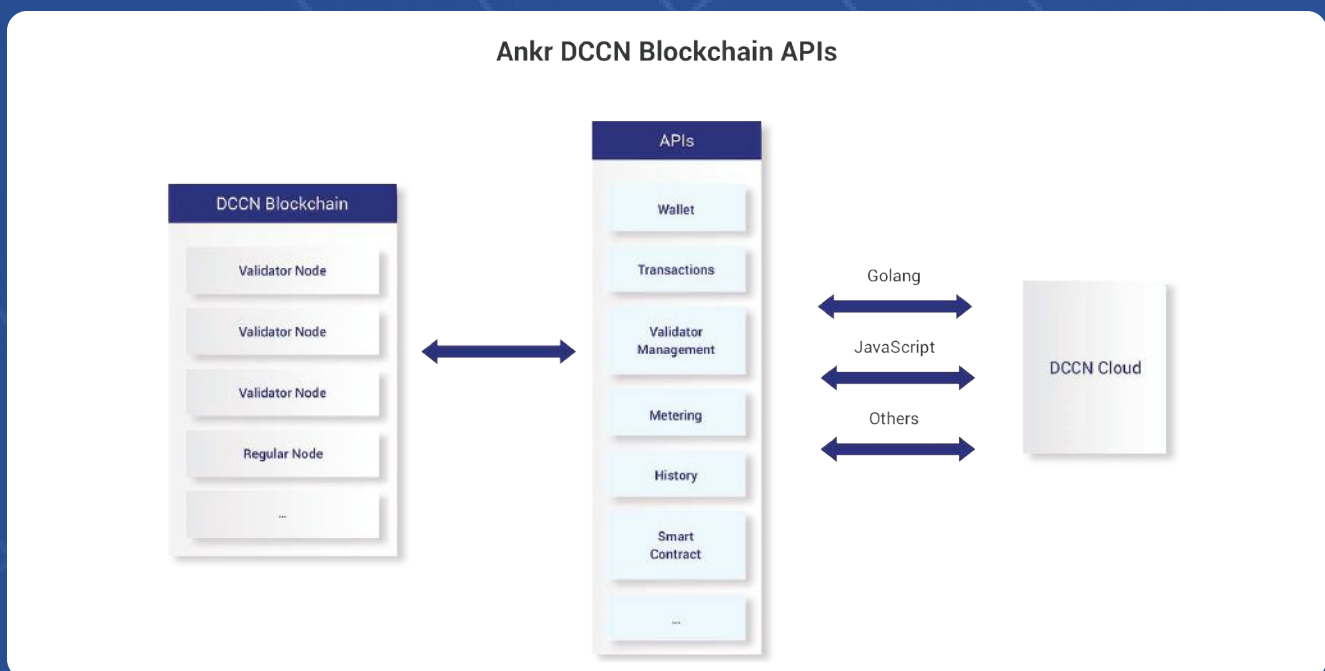 Ankr DCCN Blockchain APIs
DCCN Blockchain
Validator Node
Validator Node
Validator Node
Regular Node
...
APIs
Wallet
Transactions
Validator
Management
Metering
History
Smart
Contract
...
Golang
JavaScript
Others
DCCN Cloud